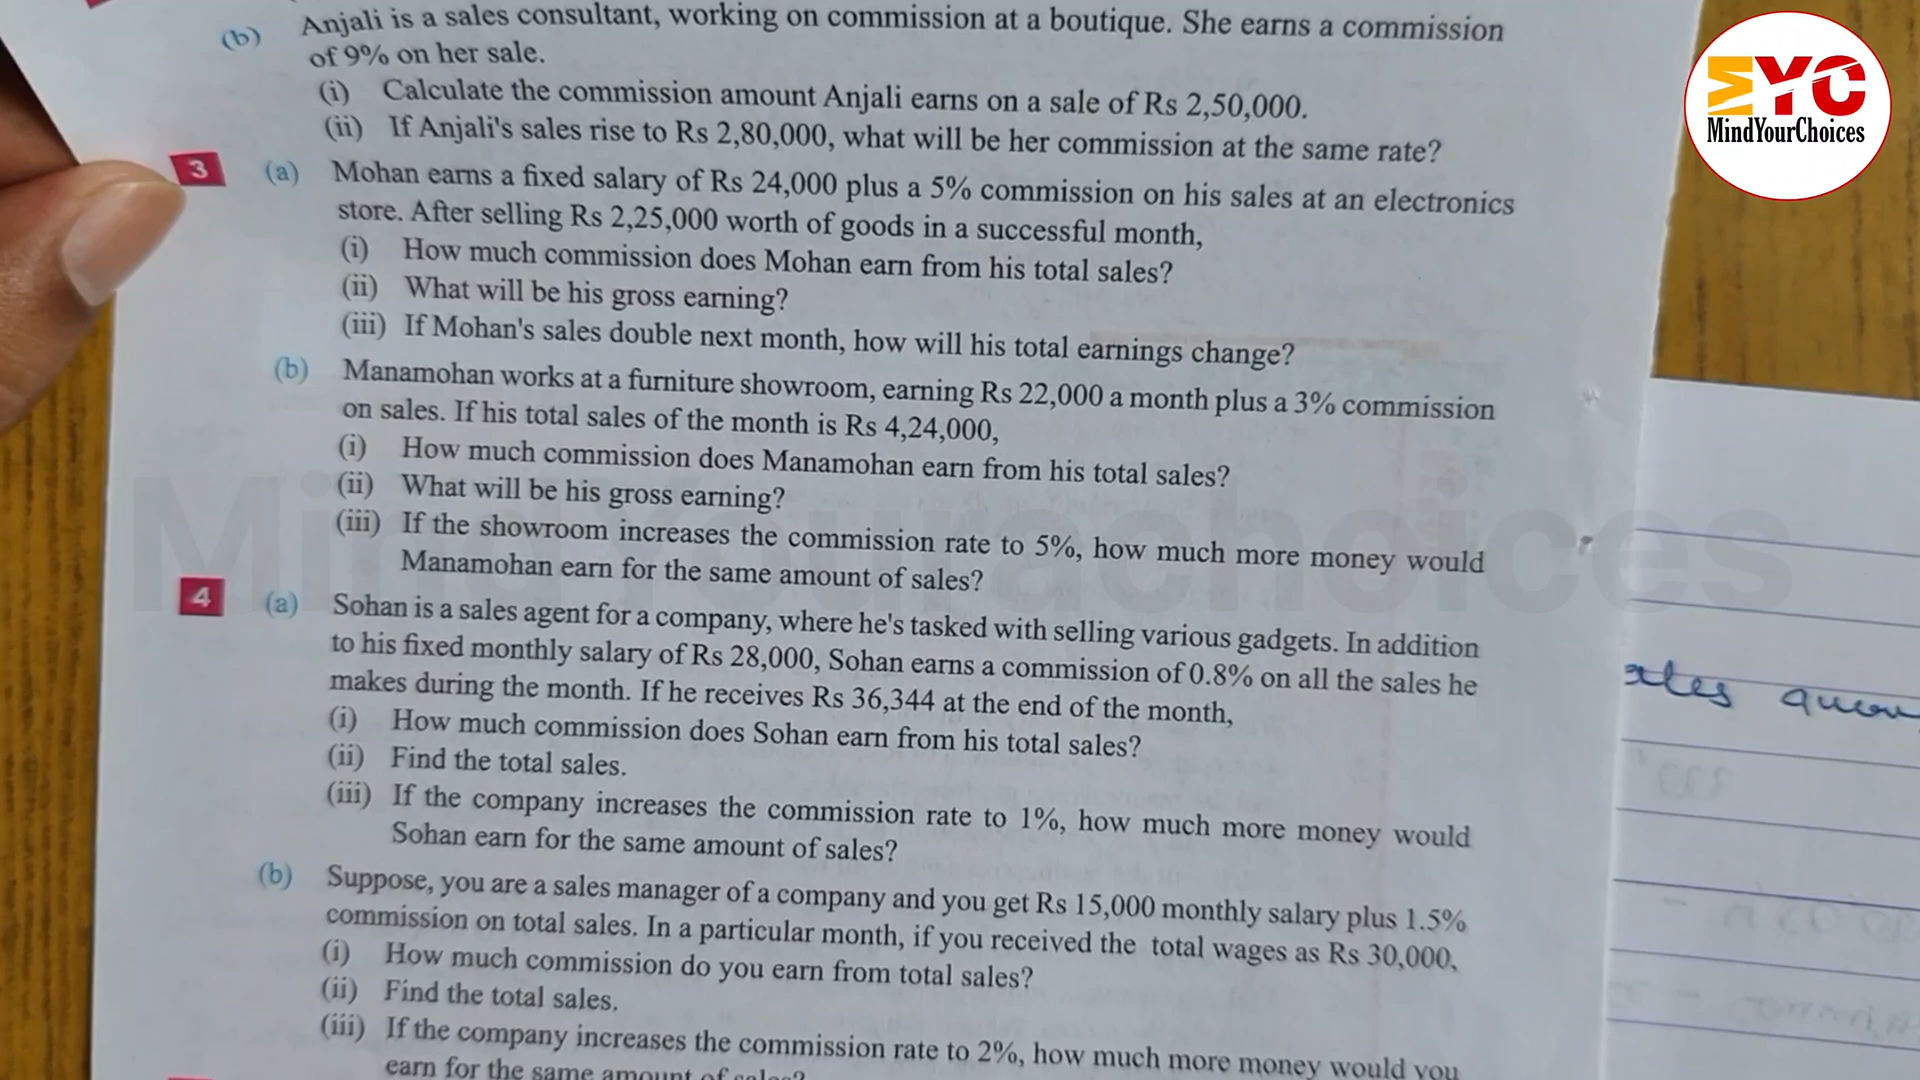 (b) Anjali is a sales consultant, working on commission at a boutique. She earns a commission
of 9% on her sale.
(i) Calculate the commission amount Anjali earns on a sale of Rs 2,50,000.
(ii) If Anjali's sales rise to Rs 2,80,000, what will be her commission at the same rate?
3 (a) Mohan earns a fixed salary of Rs 24,000 plus a 5% commission on his sales at an electronics
store. After selling Rs 2,25,000 worth of goods in a successful month,
(i) How much commission does Mohan earn from his total sales?
(ii) What will be his gross earning?
(iii) If Mohan's sales double next month, how will his total earnings change?
(b) Manamohan works at a furniture showroom, earning Rs 22,000 a month plus a 3% commission
on sales. If his total sales of the month is Rs 4,24,000,
(i) How much commission does Manamohan earn from his total sales?
(ii) What will be his gross earning?
(iii) If the showroom increases the commission rate to 5%, how much more money would
Manamohan earn for the same amount of sales?
4 (a) Sohan is a sales agent for a company, where he's tasked with selling various gadgets. In addition
to his fixed monthly salary of Rs 28,000, Sohan earns a commission of 0.8% on all the sales he
makes during the month. If he receives Rs 36,344 at the end of the month,
(i) How much commission does Sohan earn from his total sales?
(ii) Find the total sales.
(iii) If the company increases the commission rate to 1%, how much more money would
Sohan earn for the same amount of sales?
(b) Suppose, you are a sales manager of a company and you get Rs 15,000 monthly salary plus 1.5%
commission on total sales. In a particular month, if you received the total wages as Rs 30,000,
(i) How much commission do you earn from total sales?
(ii) Find the total sales.
(iii) If the company increases the commission rate to 2%, how much more money would you
earn for the same amount of sales?
MYC
MindYourChoices
MindYourachoices